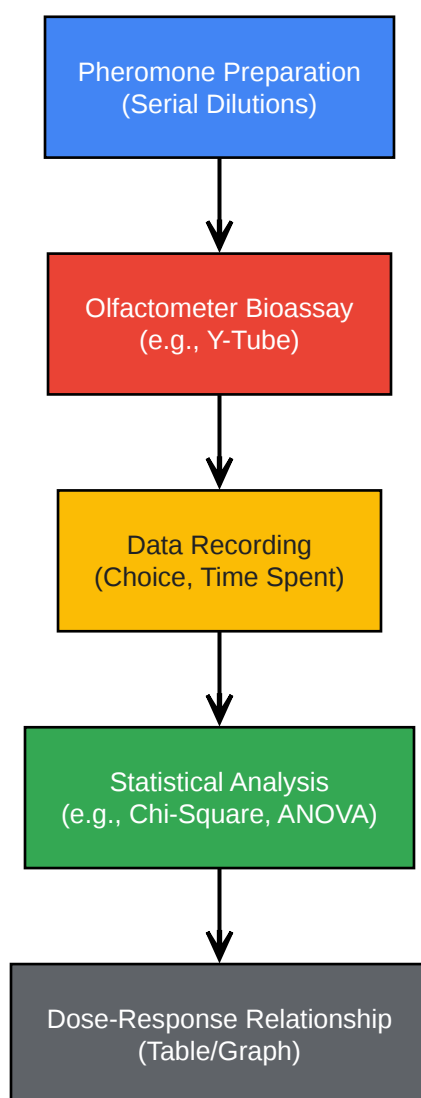 Pheromone Preparation
(Serial Dilutions)
Olfactometer Bioassay
(e.g., Y-Tube)
Data Recording
(Choice, Time Spent)
Statistical Analysis
(e.g., Chi-Square, ANOVA)
Dose-Response Relationship
(Table/Graph)